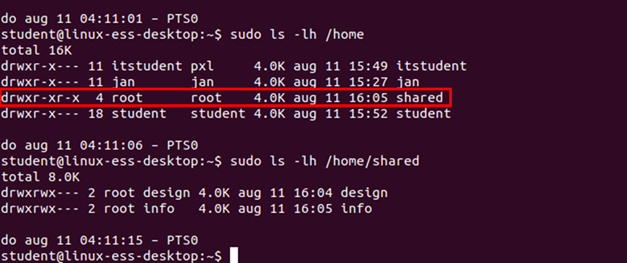 do aug 11 04:11:01 – PTS0
student@linux-ess-desktop:~$ sudo ls -lh /home
total 16K
drwxr-x--- 11 itstudent pxl     4.0K aug 11 15:49 itstudent
drwxr-x--- 11 jan       jan     4.0K aug 11 15:27 jan
drwxr-xr-x  4 root      root    4.0K aug 11 16:05 shared
drwxr-x--- 18 student   student 4.0K aug 11 15:52 student
do aug 11 04:11:06 – PTS0
student@linux-ess-desktop:~$ sudo ls -lh /home/shared
total 8.0K
drwxrwx--- 2 root design 4.0K aug 11 16:04 design
drwxrwx--- 2 root info   4.0K aug 11 16:05 info
do aug 11 04:11:15 – PTS0
student@linux-ess-desktop:~$